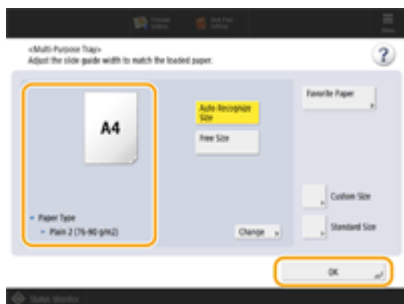 <Multi-Purpose Tray>
Adjust the slide guide width to match the loaded paper.
?
A4
Auto Recognize
Size
Free Size
Favorite Paper
Custom Size
Standard Size
Paper Type
Plain 2 (76-90 g/m2)
Change
OK
Status Monitor